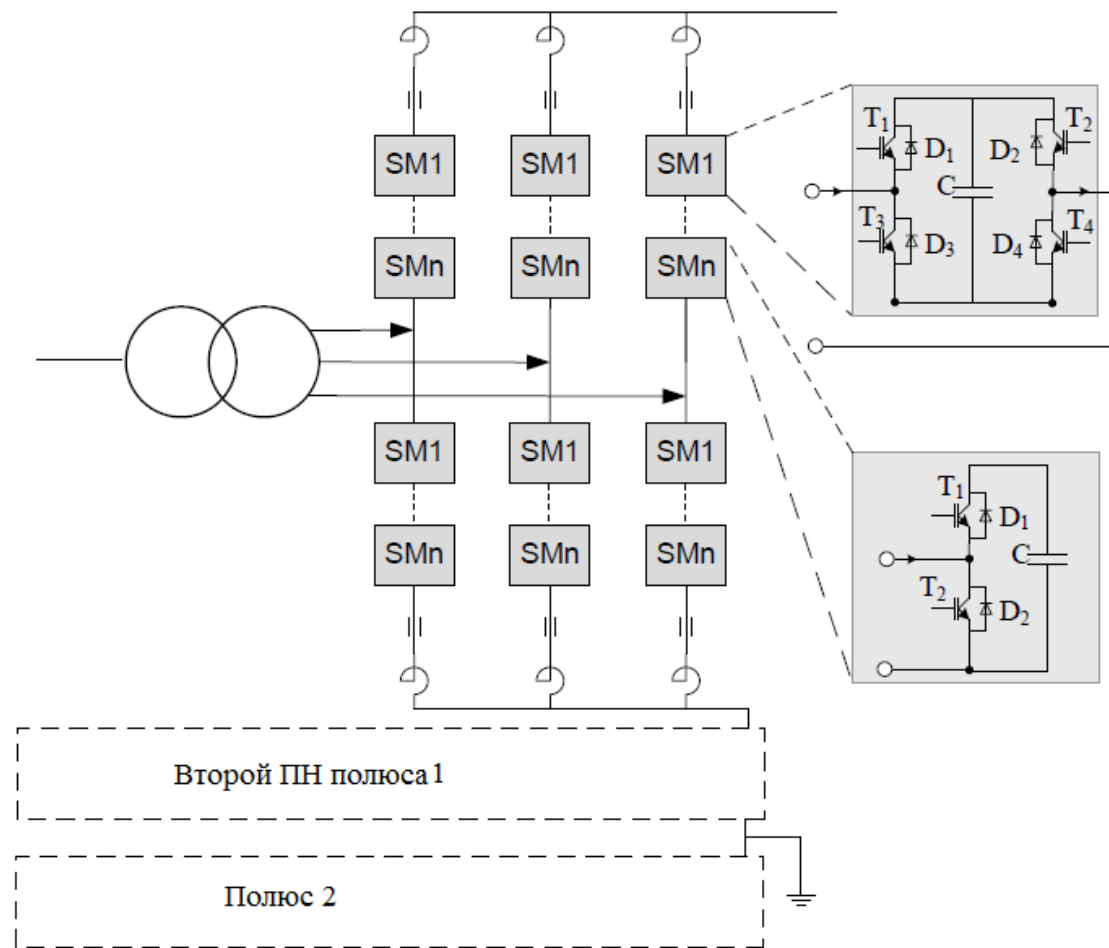 SM1 SM1 SM1
SMn SMn SMn
SM1 SM1 SM1
SMn SMn SMn
T1 T2
D1 D2
C
T3 T4
D3 D4
T1
D1
C
T2
D2
Второй ПН полюса 1
Полюс 2